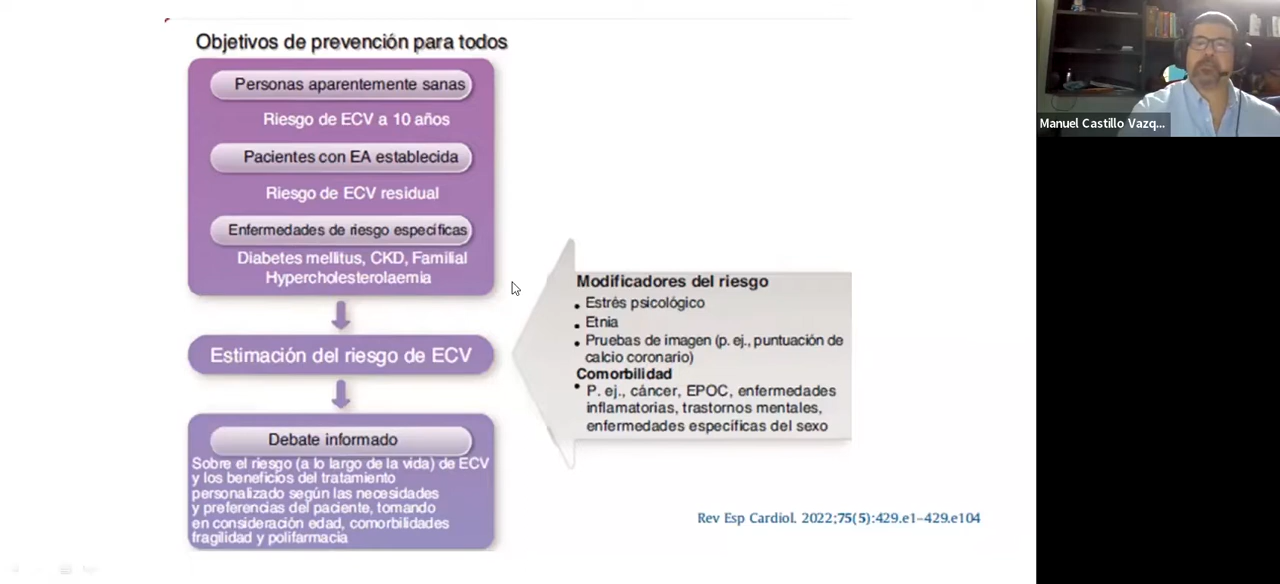 Objetivos de prevención para todos
Personas aparentemente sanas
Riesgo de ECV a 10 años
Pacientes con EA establecida
Riesgo de ECV residual
Enfermedades de riesgo específicas
Diabetes mellitus, CKD, Familial
Hypercholesterolaemia
Estimación del riesgo de ECV
Debate informado
Sobre el riesgo (a lo largo de la vida) de ECV
y los beneficios del tratamiento
personalizado según las necesidades
y preferencias del paciente, tomando
en consideración edad, comorbilidades
fragilidad y polifarmacia
Modificadores del riesgo
• Estrés psicológico
• Etnia
• Pruebas de imagen (p. ej., puntuación de
calcio coronario)
Comorbilidad
• P. ej., cáncer, EPOC, enfermedades
inflamatorias, trastornos mentales,
enfermedades específicas del sexo
Rev Esp Cardiol. 2022;75(5):429.e1–429.e104
Manuel Castillo Vazq...